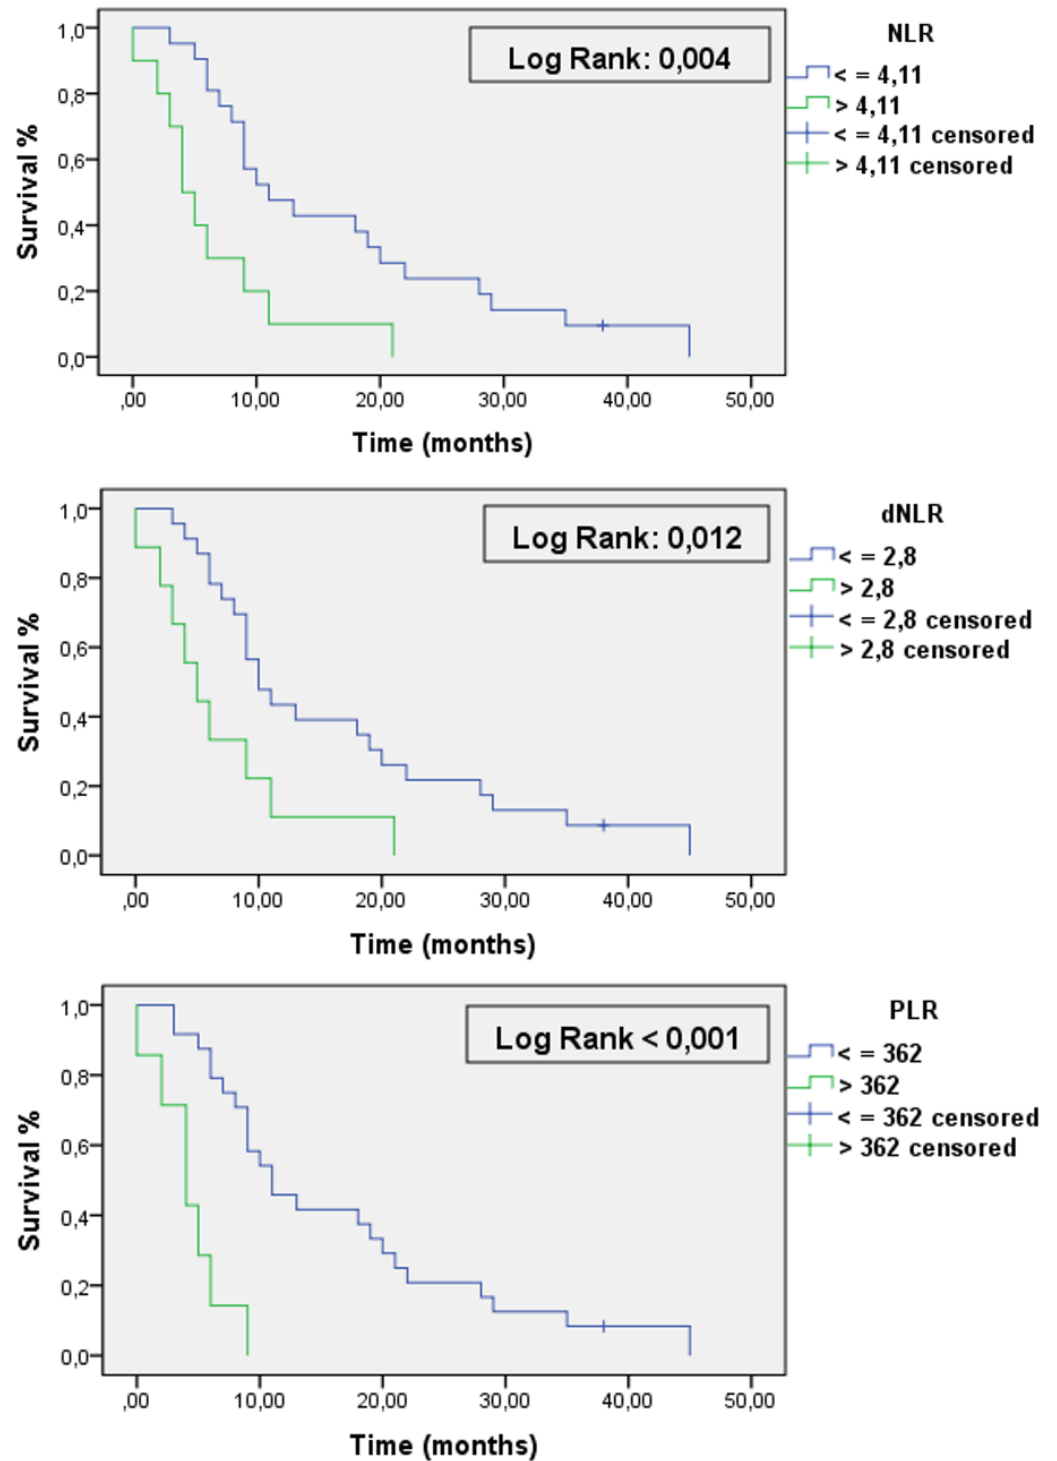 Log Rank: 0,004
NLR
< = 4,11
> 4,11
< = 4,11 censored
> 4,11 censored
Survival %
1,0
0,8
0,6
0,4
0,2
0,0
,00 10,00 20,00 30,00 40,00 50,00
Time (months)
Log Rank: 0,012
dNLR
< = 2,8
> 2,8
< = 2,8 censored
> 2,8 censored
Survival %
1,0
0,8
0,6
0,4
0,2
0,0
,00 10,00 20,00 30,00 40,00 50,00
Time (months)
Log Rank < 0,001
PLR
< = 362
> 362
< = 362 censored
> 362 censored
Survival %
1,0
0,8
0,6
0,4
0,2
0,0
,00 10,00 20,00 30,00 40,00 50,00
Time (months)